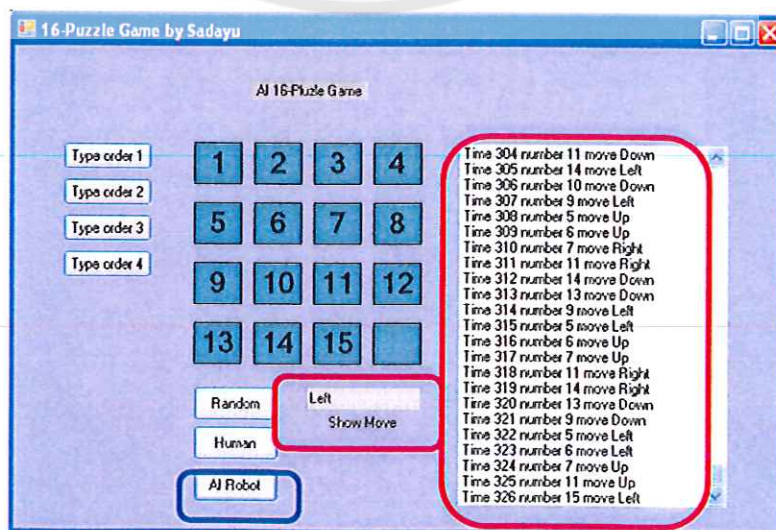 16-Puzzle Game by Sadayu
AI 16-Pluzle Game
Type order 1
Type order 2
Type order 3
Type order 4
1 2 3 4
5 6 7 8
9 10 11 12
13 14 15
Random
Human
AI Robot
Left
Show Move
Time 304 number 11 move Down
Time 305 number 14 move Left
Time 306 number 10 move Down
Time 307 number 9 move Left
Time 308 number 5 move Up
Time 309 number 6 move Up
Time 310 number 7 move Right
Time 311 number 11 move Right
Time 312 number 14 move Down
Time 313 number 13 move Down
Time 314 number 9 move Left
Time 315 number 5 move Left
Time 316 number 6 move Up
Time 317 number 7 move Up
Time 318 number 11 move Right
Time 319 number 14 move Right
Time 320 number 13 move Down
Time 321 number 9 move Down
Time 322 number 5 move Left
Time 323 number 6 move Left
Time 324 number 7 move Up
Time 325 number 11 move Up
Time 326 number 15 move Left